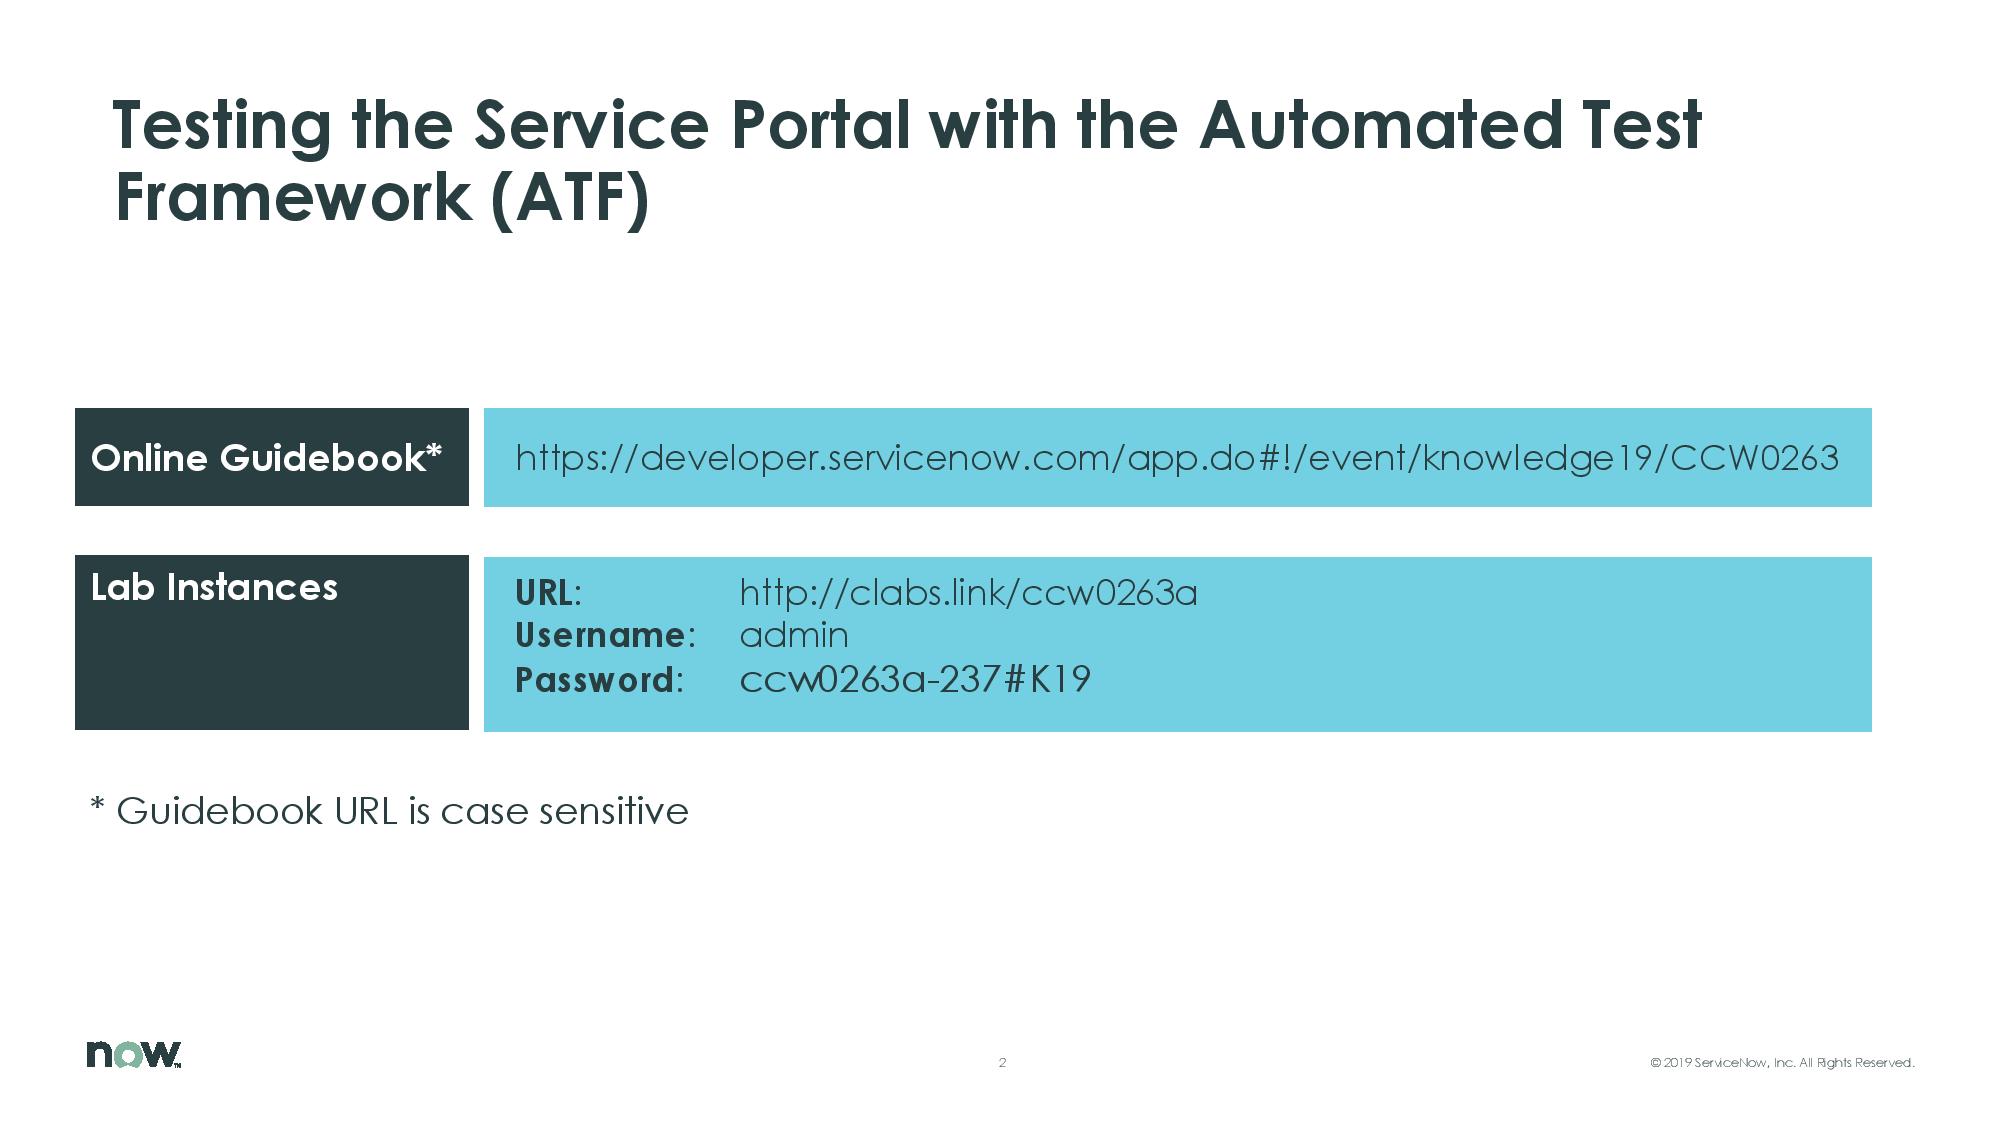 Testing the Service Portal with the Automated Test
Framework (ATF)
Online Guidebook*
https://developer.servicenow.com/app.do#!/event/knowledge19/CCW0263
Lab Instances
URL: http://clabs.link/ccw0263a
Username: admin
Password: ccw0263a-237#K19
* Guidebook URL is case sensitive
now™
2
© 2019 ServiceNow, Inc. All Rights Reserved.